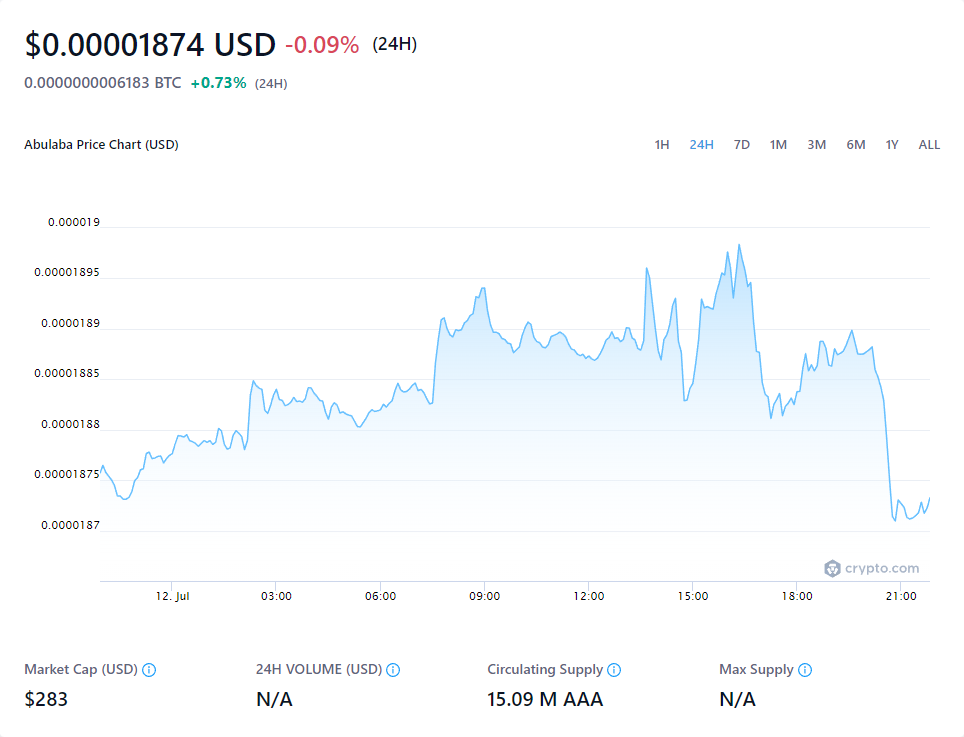 $0.00001874 USD -0.09% (24H)
0.0000000006183 BTC +0.73% (24H)
Abulaba Price Chart (USD) 1H 24H 7D 1M 3M 6M 1Y ALL
0.000019
0.00001895
0.0000189
0.00001885
0.0000188
0.00001875
0.0000187
crypto.com
12. Jul 03:00 06:00 09:00 12:00 15:00 18:00 21:00
Market Cap (USD) 24H VOLUME (USD) Circulating Supply Max Supply
$283 N/A 15.09 M AAA N/A